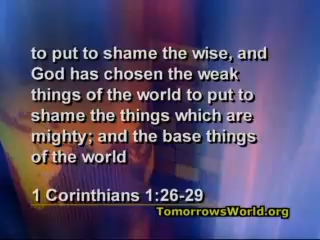 to put to shame the wise, and
God has chosen the weak
things of the world to put to
shame the things which are
mighty; and the base things
of the world
1 Corinthians 1:26-29
TomorrowsWorld.org